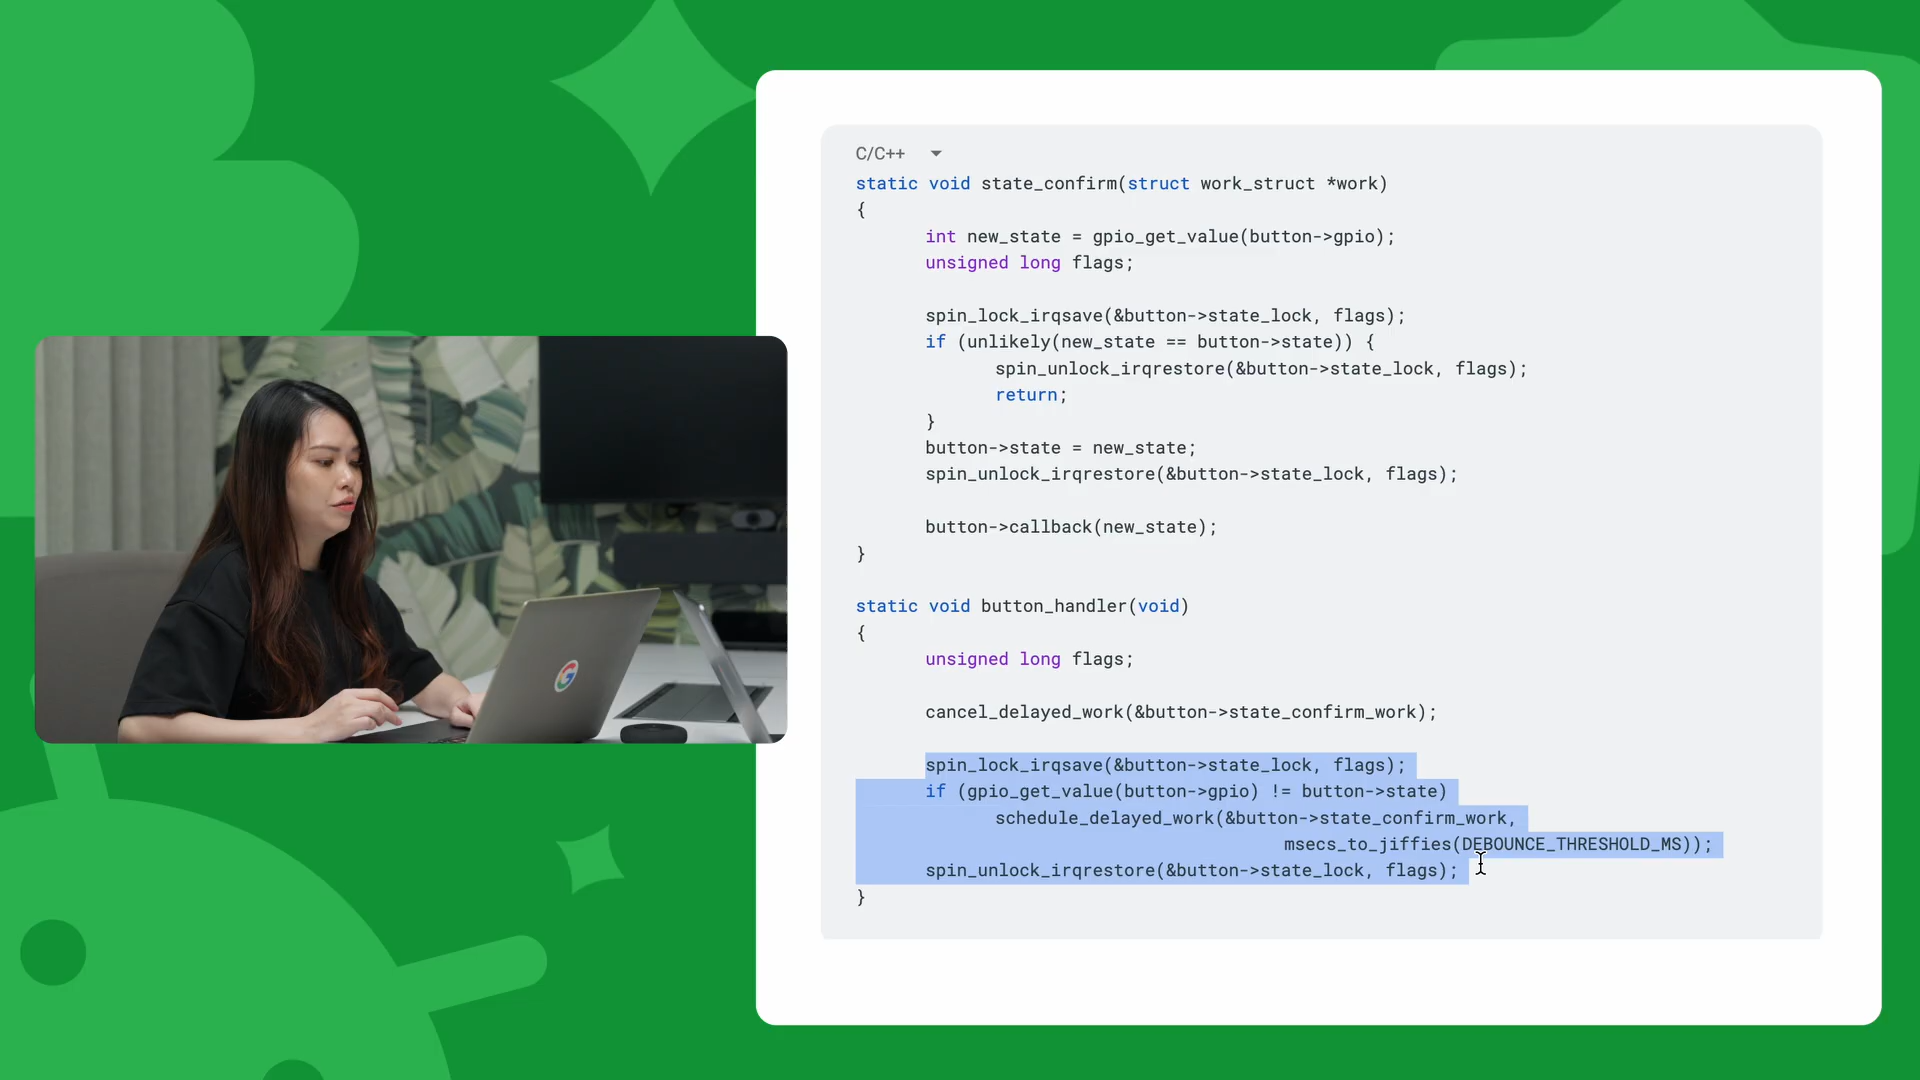 C/C++
static void state_confirm(struct work_struct *work)
{
int new_state = gpio_get_value(button->gpio);
unsigned long flags;
spin_lock_irqsave(&button->state_lock, flags);
if (unlikely(new_state == button->state)) {
spin_unlock_irqrestore(&button->state_lock, flags);
return;
}
button->state = new_state;
spin_unlock_irqrestore(&button->state_lock, flags);
button->callback(new_state);
}
static void button_handler(void)
{
unsigned long flags;
cancel_delayed_work(&button->state_confirm_work);
spin_lock_irqsave(&button->state_lock, flags);
if (gpio_get_value(button->gpio) != button->state)
schedule_delayed_work(&button->state_confirm_work,
msecs_to_jiffies(DEBOUNCE_THRESHOLD_MS));
spin_unlock_irqrestore(&button->state_lock, flags);
}